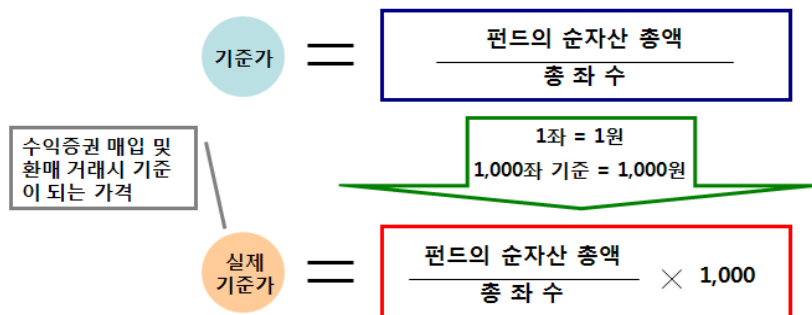 기준가
=
펀드의 순자산 총액
총 좌 수
수익증권 매입 및
환매 거래시 기준
이 되는 가격
1좌 = 1원
1,000좌 기준 = 1,000원
실제
기준가
=
펀드의 순자산 총액
총 좌 수
× 1,000